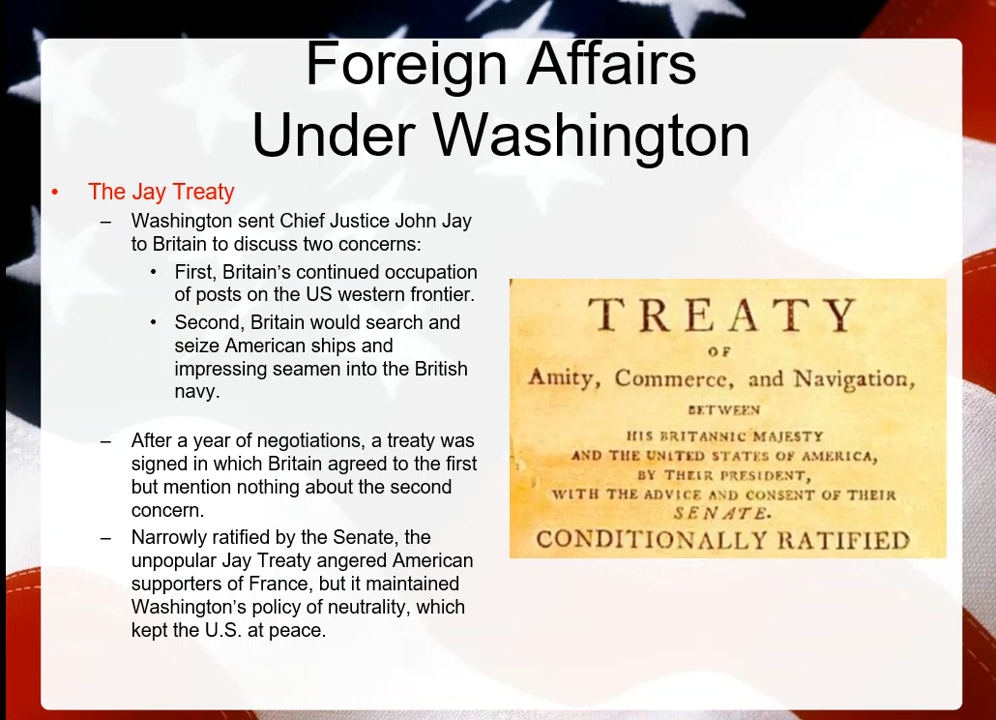 Foreign Affairs
Under Washington
• The Jay Treaty
– Washington sent Chief Justice John Jay
to Britain to discuss two concerns:
• First, Britain's continued occupation
of posts on the US western frontier.
• Second, Britain would search and
seize American ships and
impressing seamen into the British
navy.
– After a year of negotiations, a treaty was
signed in which Britain agreed to the first
but mention nothing about the second
concern.
– Narrowly ratified by the Senate, the
unpopular Jay Treaty angered American
supporters of France, but it maintained
Washington's policy of neutrality, which
kept the U.S. at peace.
TREATY
OF
Amity, Commerce, and Navigation,
BETWEEN
HIS BRITANNIC MAJESTY
AND THE UNITED STATES OF AMERICA,
BY THEIR PRESIDENT,
WITH THE ADVICE AND CONSENT OF THEIR
SENATE.
CONDITIONALLY RATIFIED